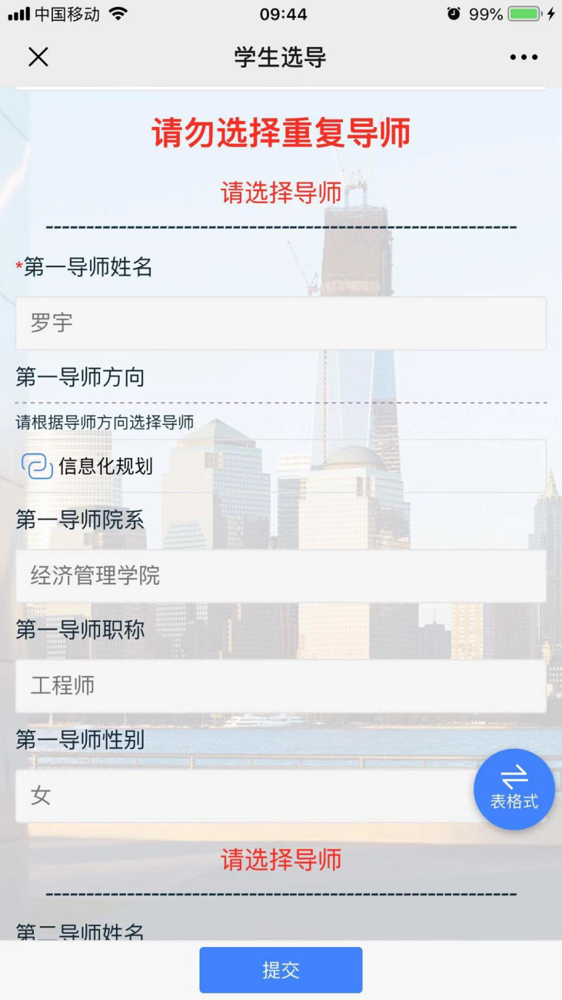 中国移动 09:44 99%
学生选导
请勿选择重复导师
请选择导师
*第一导师姓名
罗宇
第一导师方向
请根据导师方向选择导师
信息化规划
第一导师院系
经济管理学院
第一导师职称
工程师
第一导师性别
女
表格式
请选择导师
第二导师姓名
提交